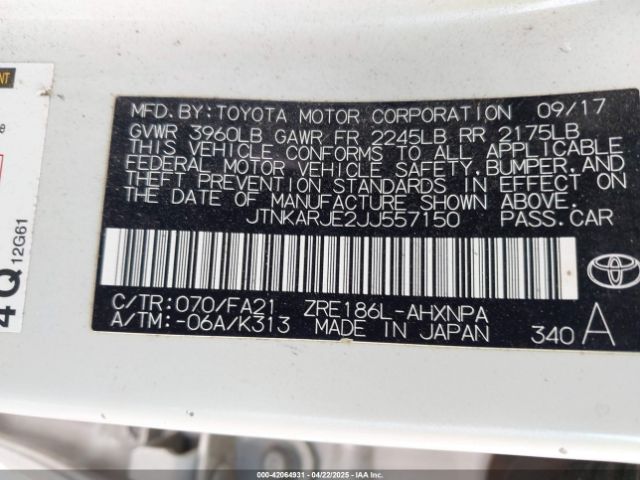 MFD. BY: TOYOTA MOTOR CORPORATION 09/17
GVWR 3960LB GAWR FR 2245LB RR 2175LB
THIS VEHICLE CONFORMS TO ALL APPLICABLE
FEDERAL MOTOR VEHICLE SAFETY, BUMPER, AND
THEFT PREVENTION STANDARDS IN EFFECT ON
THE DATE OF MANUFACTURE SHOWN ABOVE.
JTNKARJE2JJ557150 PASS. CAR
C/TR: 070/FA21 ZRE186L-AHXNPA
A/TM: -06A/K313 MADE IN JAPAN 340 A
TOYOTA
4Q 12G61
000-42064931 - 04/22/2025 - IAAI.COM